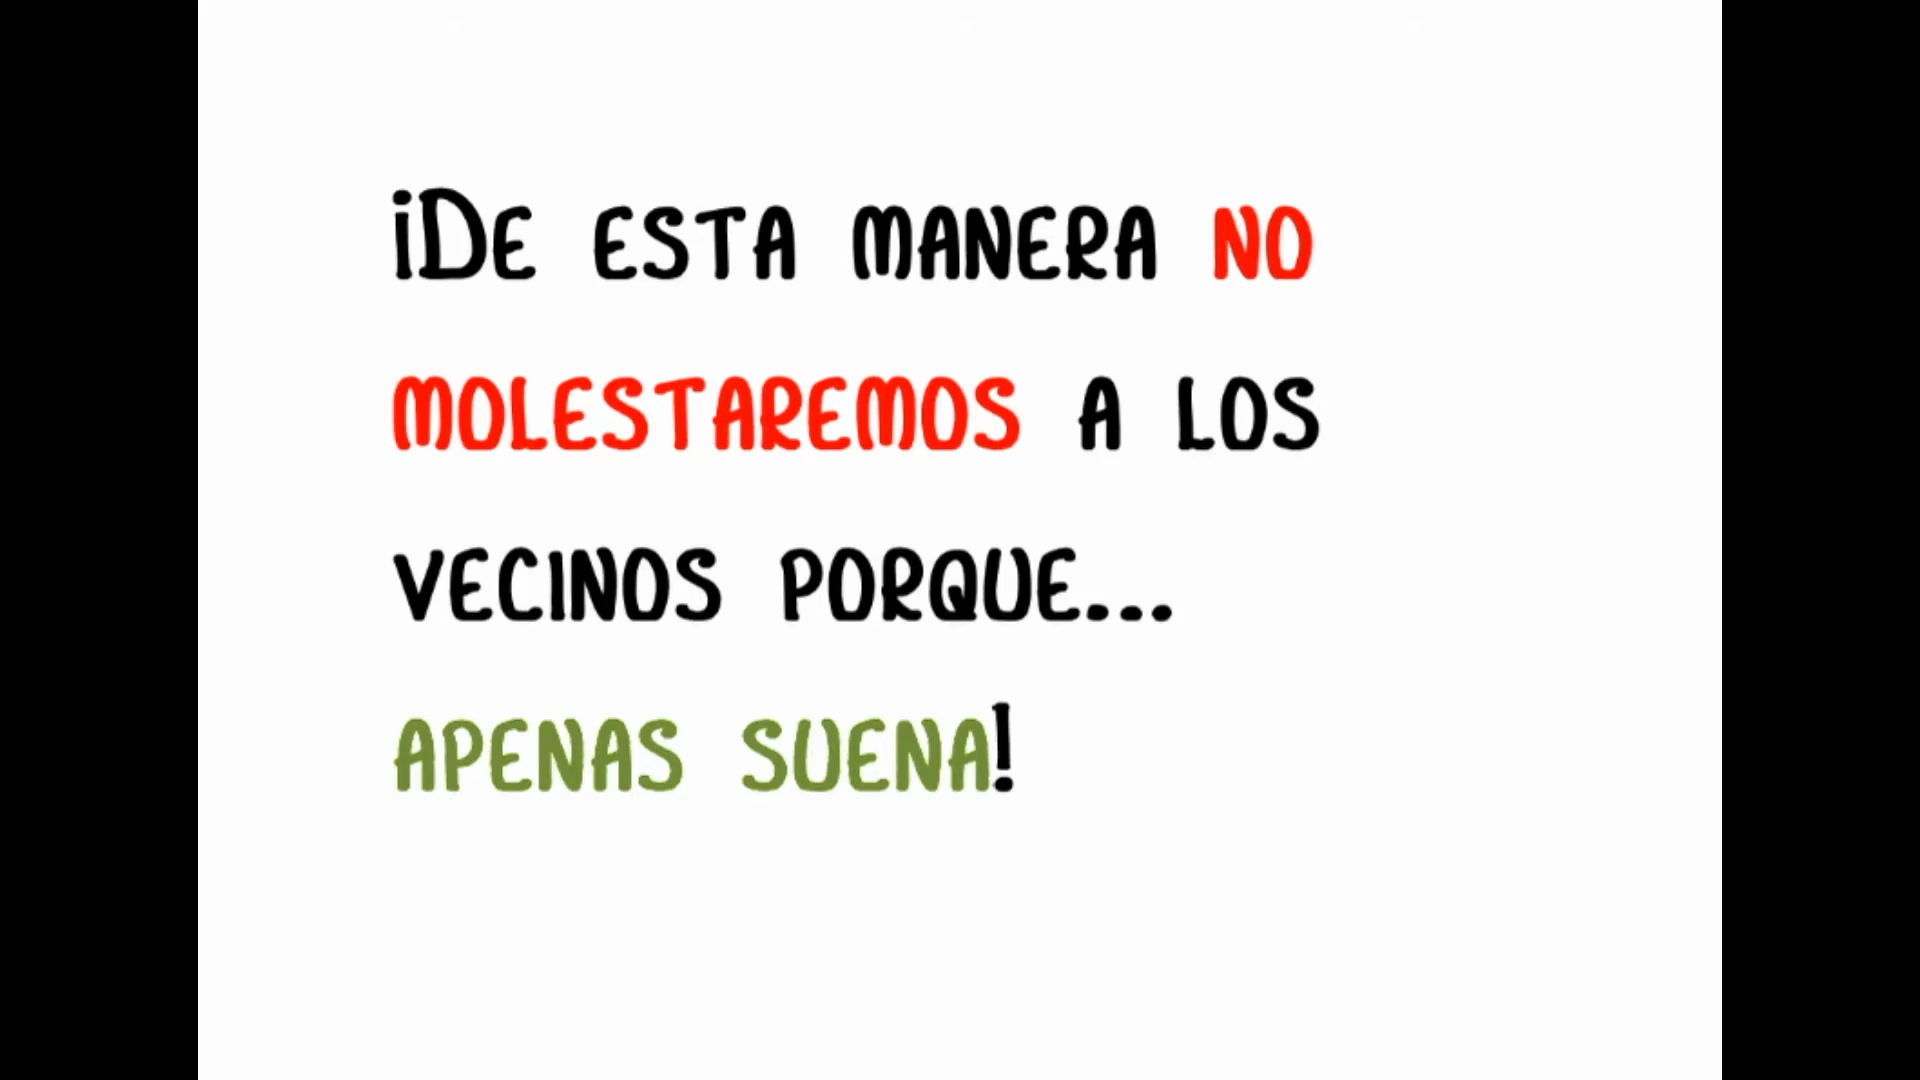 ¡De esta manera no
molestaremos a los
vecinos porque...
apenas suena!